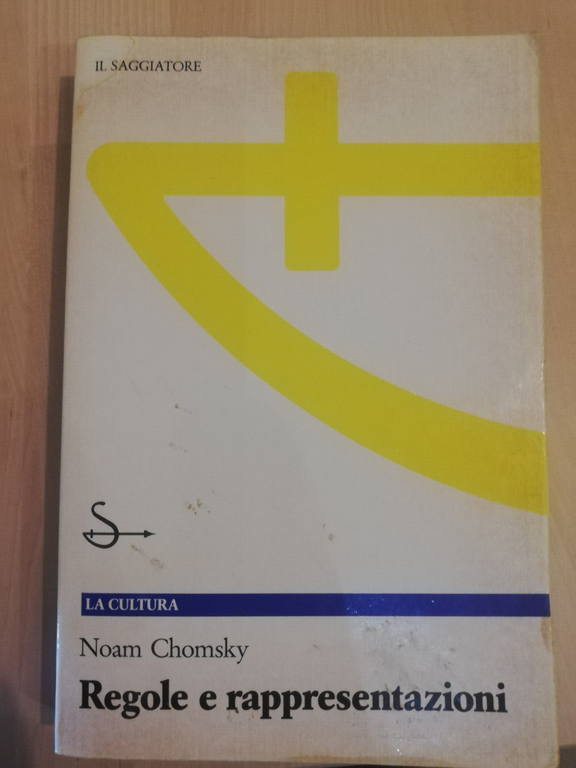 IL SAGGIATORE
LA CULTURA
Noam Chomsky
Regole e rappresentazioni